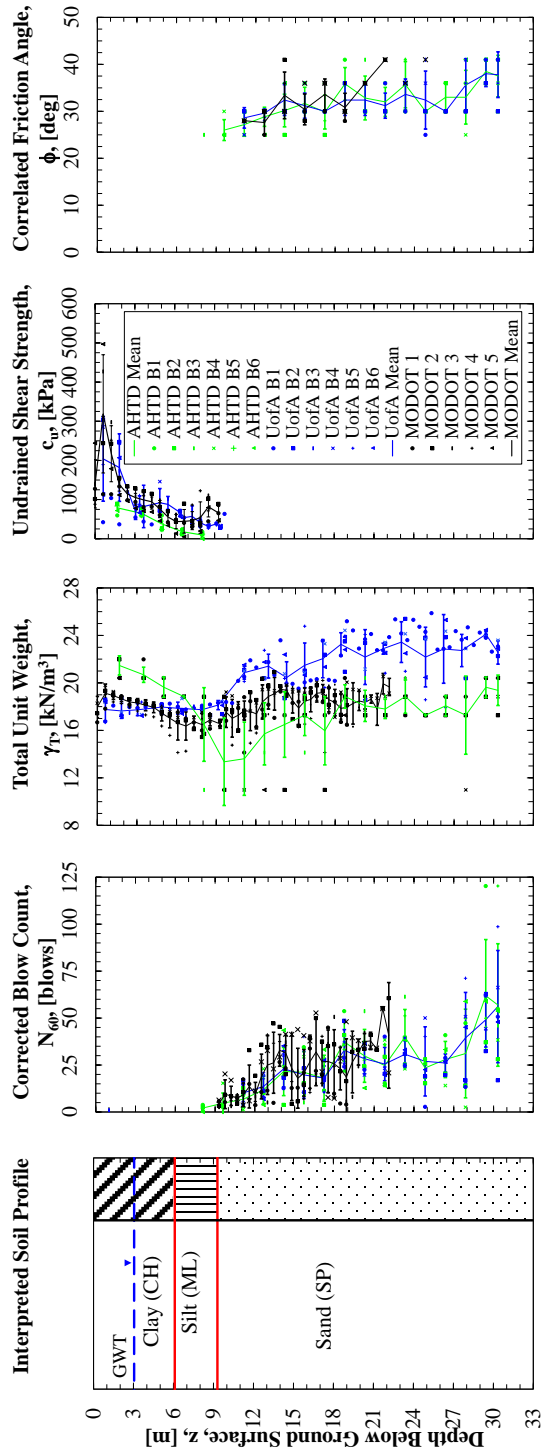 Interpreted Soil Profile
GWT
Clay (CH)
Silt (ML)
Sand (SP)
Depth Below Ground Surface, z, [m]
0
3
6
9
12
15
18
21
24
27
30
33
Corrected Blow Count,
N60, [blows]
0 25 50 75 100 125
Total Unit Weight,
γT, [kN/m³]
8 12 16 20 24 28
Undrained Shear Strength,
cu, [kPa]
0 100 200 300 400 500 600
AHTD Mean
AHTD B1
AHTD B2
AHTD B3
AHTD B4
AHTD B5
AHTD B6
UofA B1
UofA B2
UofA B3
UofA B4
UofA B5
UofA B6
UofA Mean
MODOT 1
MODOT 2
MODOT 3
MODOT 4
MODOT 5
MODOT Mean
Correlated Friction Angle,
ϕ, [deg]
0 10 20 30 40 50